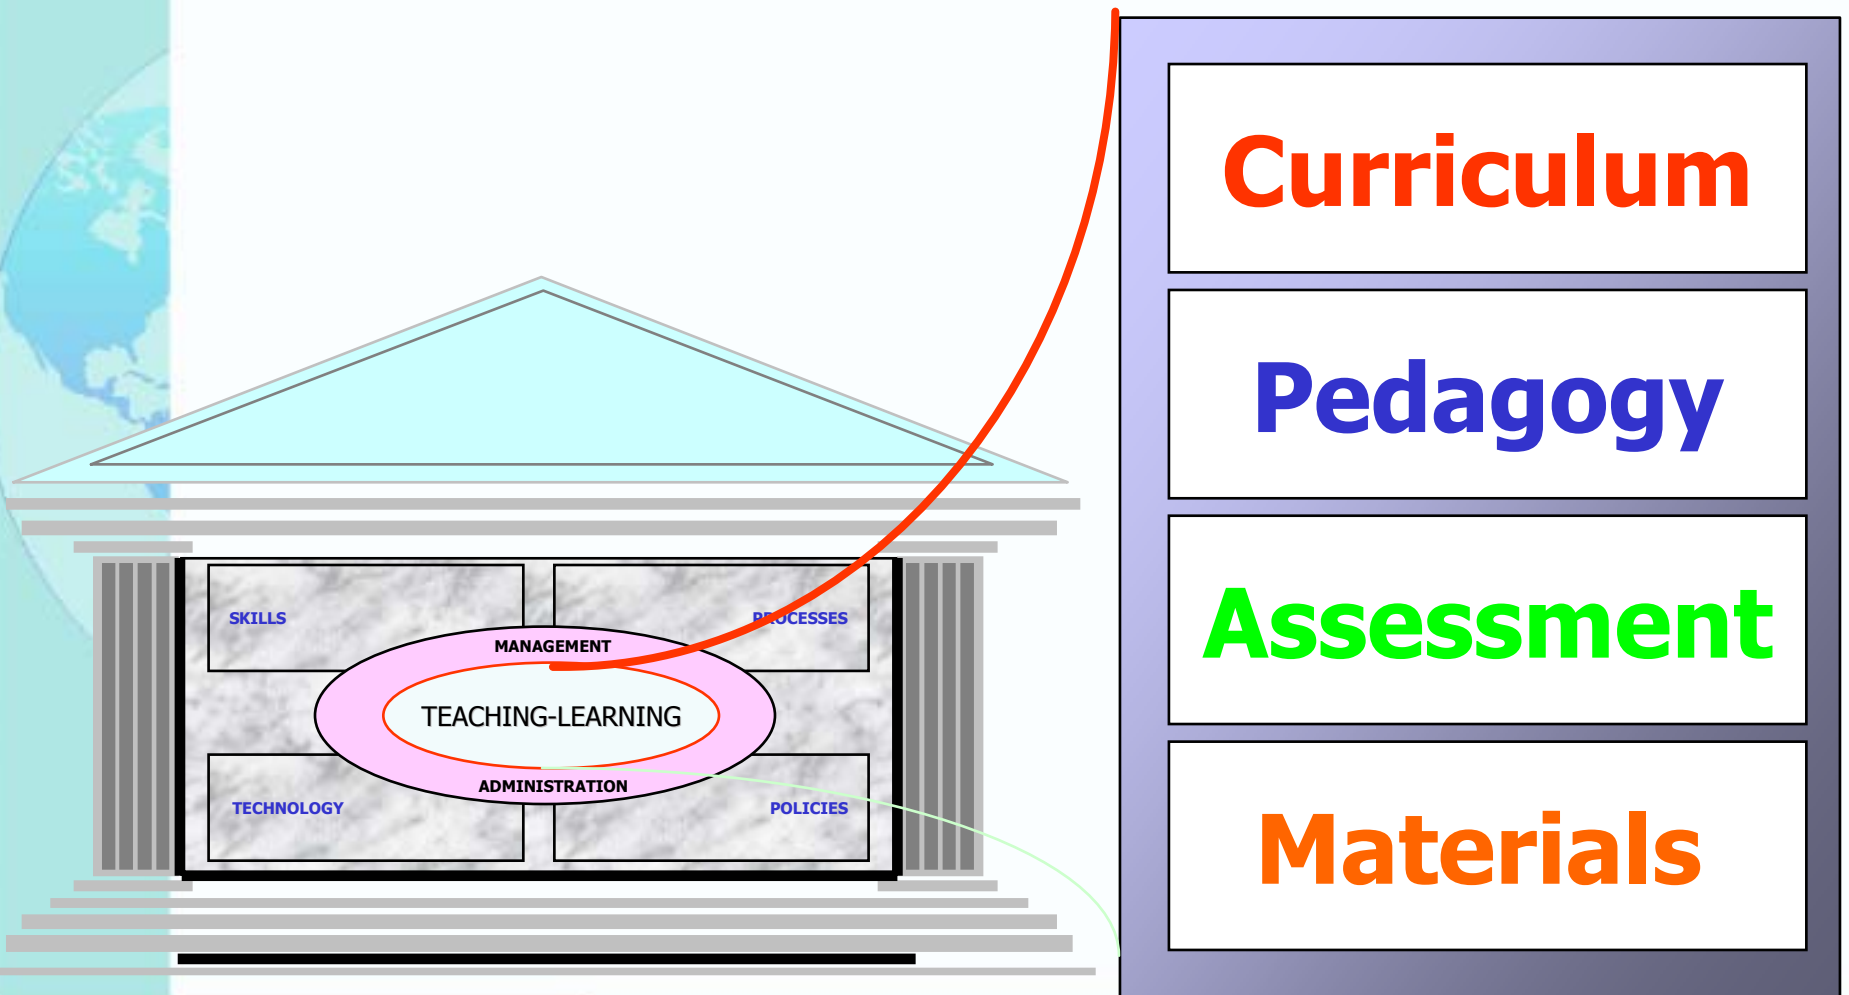 SKILLS
PROCESSES
MANAGEMENT
TEACHING-LEARNING
ADMINISTRATION
TECHNOLOGY
POLICIES
Curriculum
Pedagogy
Assessment
Materials